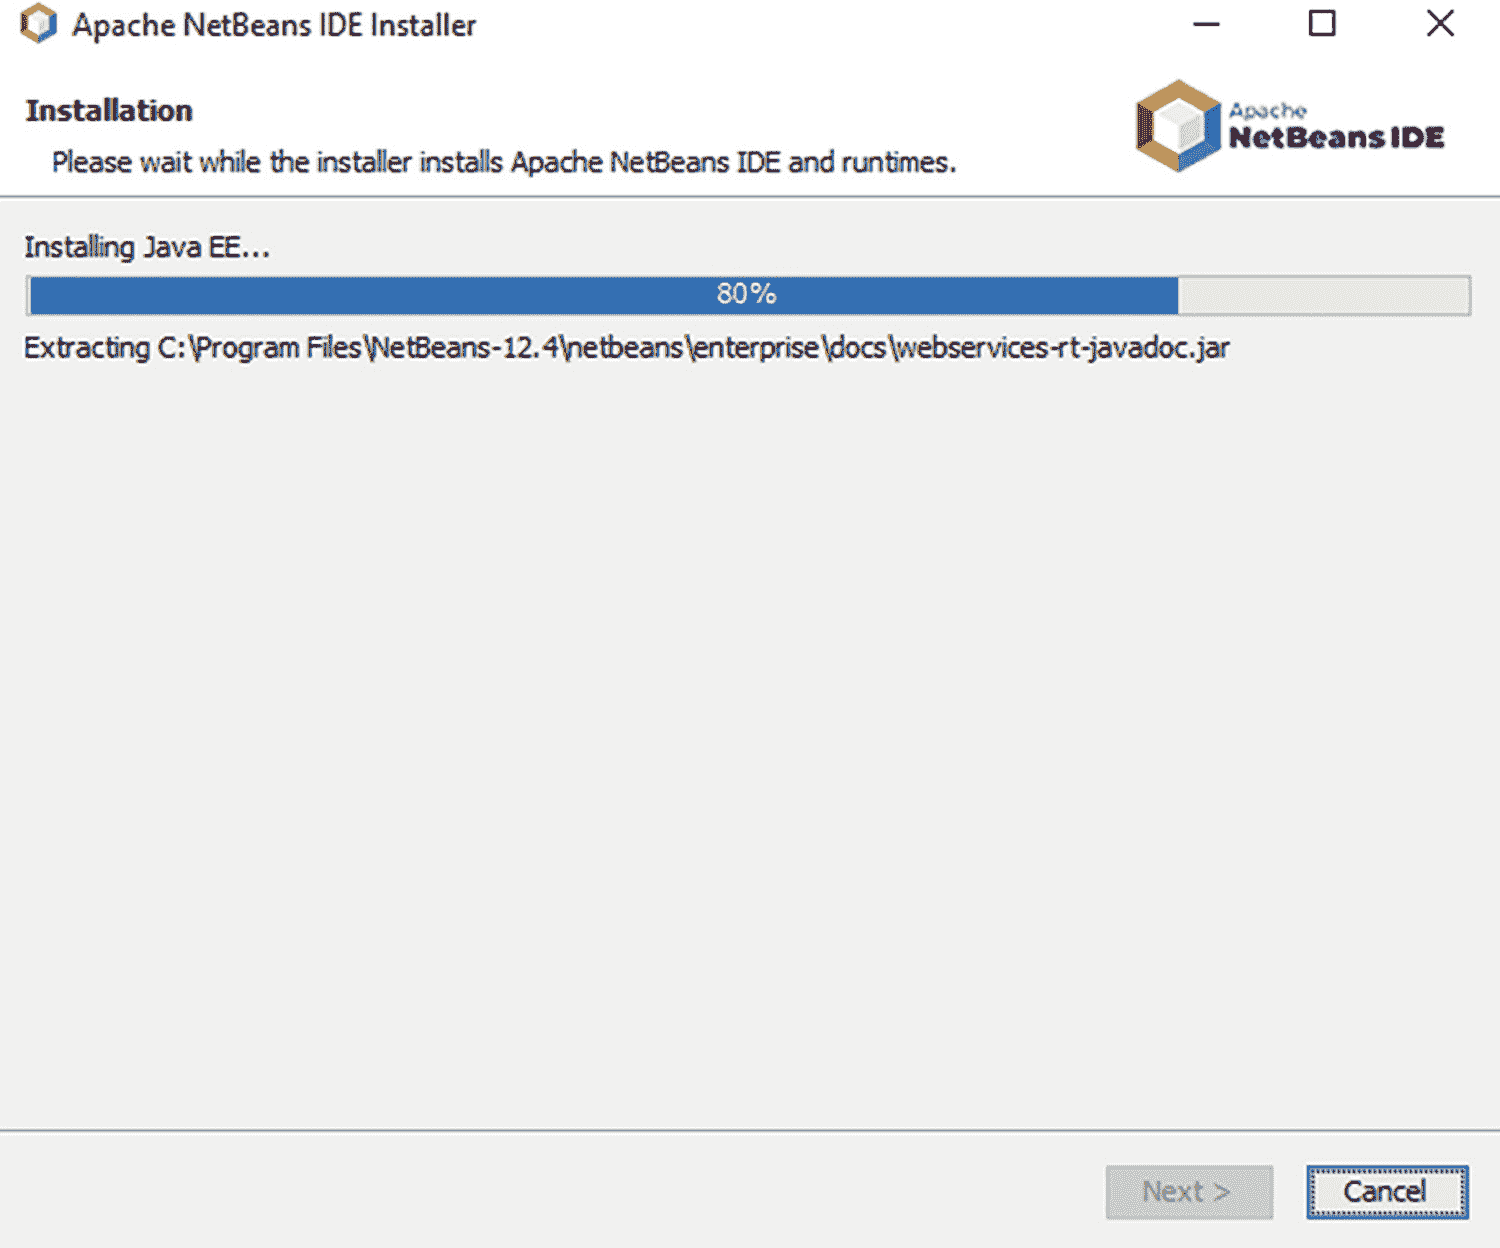 Apache NetBeans IDE Installer
Installation
Apache
NetBeans IDE
Please wait while the installer installs Apache NetBeans IDE and runtimes.
Installing Java EE...
80%
Extracting C:\Program Files\NetBeans-12.4\netbeans\enterprise\docs\webservices-rt-javadoc.jar
Next >
Cancel